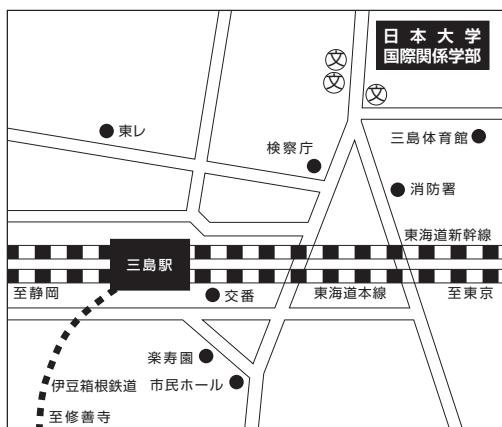 日本大学
国際関係学部
文
文
文
東レ
三島体育館
検察庁
消防署
東海道新幹線
三島駅
至静岡
交番
東海道本線
至東京
楽寿園
伊豆箱根鉄道
市民ホール
至修善寺